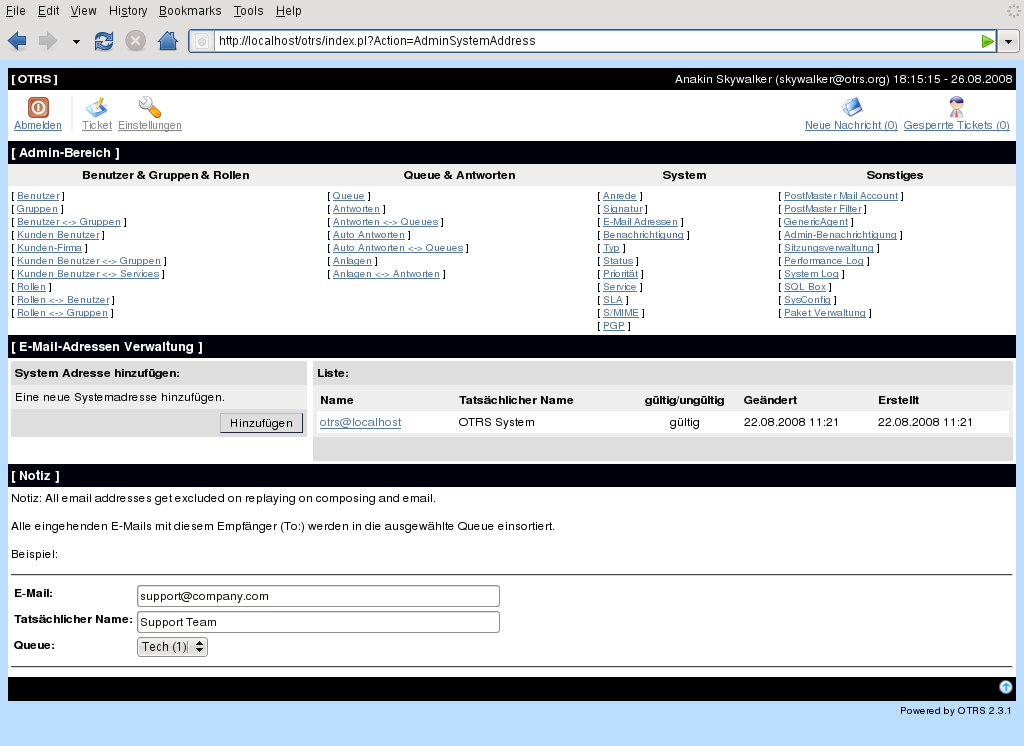 File Edit View History Bookmarks Tools Help
http://localhost/otrs/index.pl?Action=AdminSystemAddress
[ OTRS ] Anakin Skywalker (skywalker@otrs.org) 18:15:15 - 26.08.2008
Abmelden Ticket Einstellungen Neue Nachricht (0) Gesperrte Tickets (0)
[ Admin-Bereich ]
Benutzer & Gruppen & Rollen Queue & Antworten System Sonstiges
[ Benutzer ] [ Queue ] [ Anrede ] [ PostMaster Mail Account ]
[ Gruppen ] [ Antworten ] [ Signatur ] [ PostMaster Filter ]
[ Benutzer <-> Gruppen ] [ Antworten <-> Queues ] [ E-Mail Adressen ] [ GenericAgent ]
[ Kunden Benutzer ] [ Auto Antworten ] [ Benachrichtigung ] [ Admin-Benachrichtigung ]
[ Kunden-Firma ] [ Auto Antworten <-> Queues ] [ Typ ] [ Sitzungsverwaltung ]
[ Kunden Benutzer <-> Gruppen ] [ Anlagen ] [ Status ] [ Performance Log ]
[ Kunden Benutzer <-> Services ] [ Anlagen <-> Antworten ] [ Priorität ] [ System Log ]
[ Rollen ] [ Service ] [ SQL Box ]
[ Rollen <-> Benutzer ] [ SLA ] [ SysConfig ]
[ Rollen <-> Gruppen ] [ S/MIME ] [ Paket Verwaltung ]
[ PGP ]
[ E-Mail-Adressen Verwaltung ]
System Adresse hinzufügen: Liste:
Eine neue Systemadresse hinzufügen. Name Tatsächlicher Name gültig/ungültig Geändert Erstellt
Hinzufügen otrs@localhost OTRS System gültig 22.08.2008 11:21 22.08.2008 11:21
[ Notiz ]
Notiz: All email addresses get excluded on replaying on composing and email.
Alle eingehenden E-Mails mit diesem Empfänger (To:) werden in die ausgewählte Queue einsortiert.
Beispiel:
E-Mail: support@company.com
Tatsächlicher Name: Support Team
Queue: Tech (1)
Powered by OTRS 2.3.1